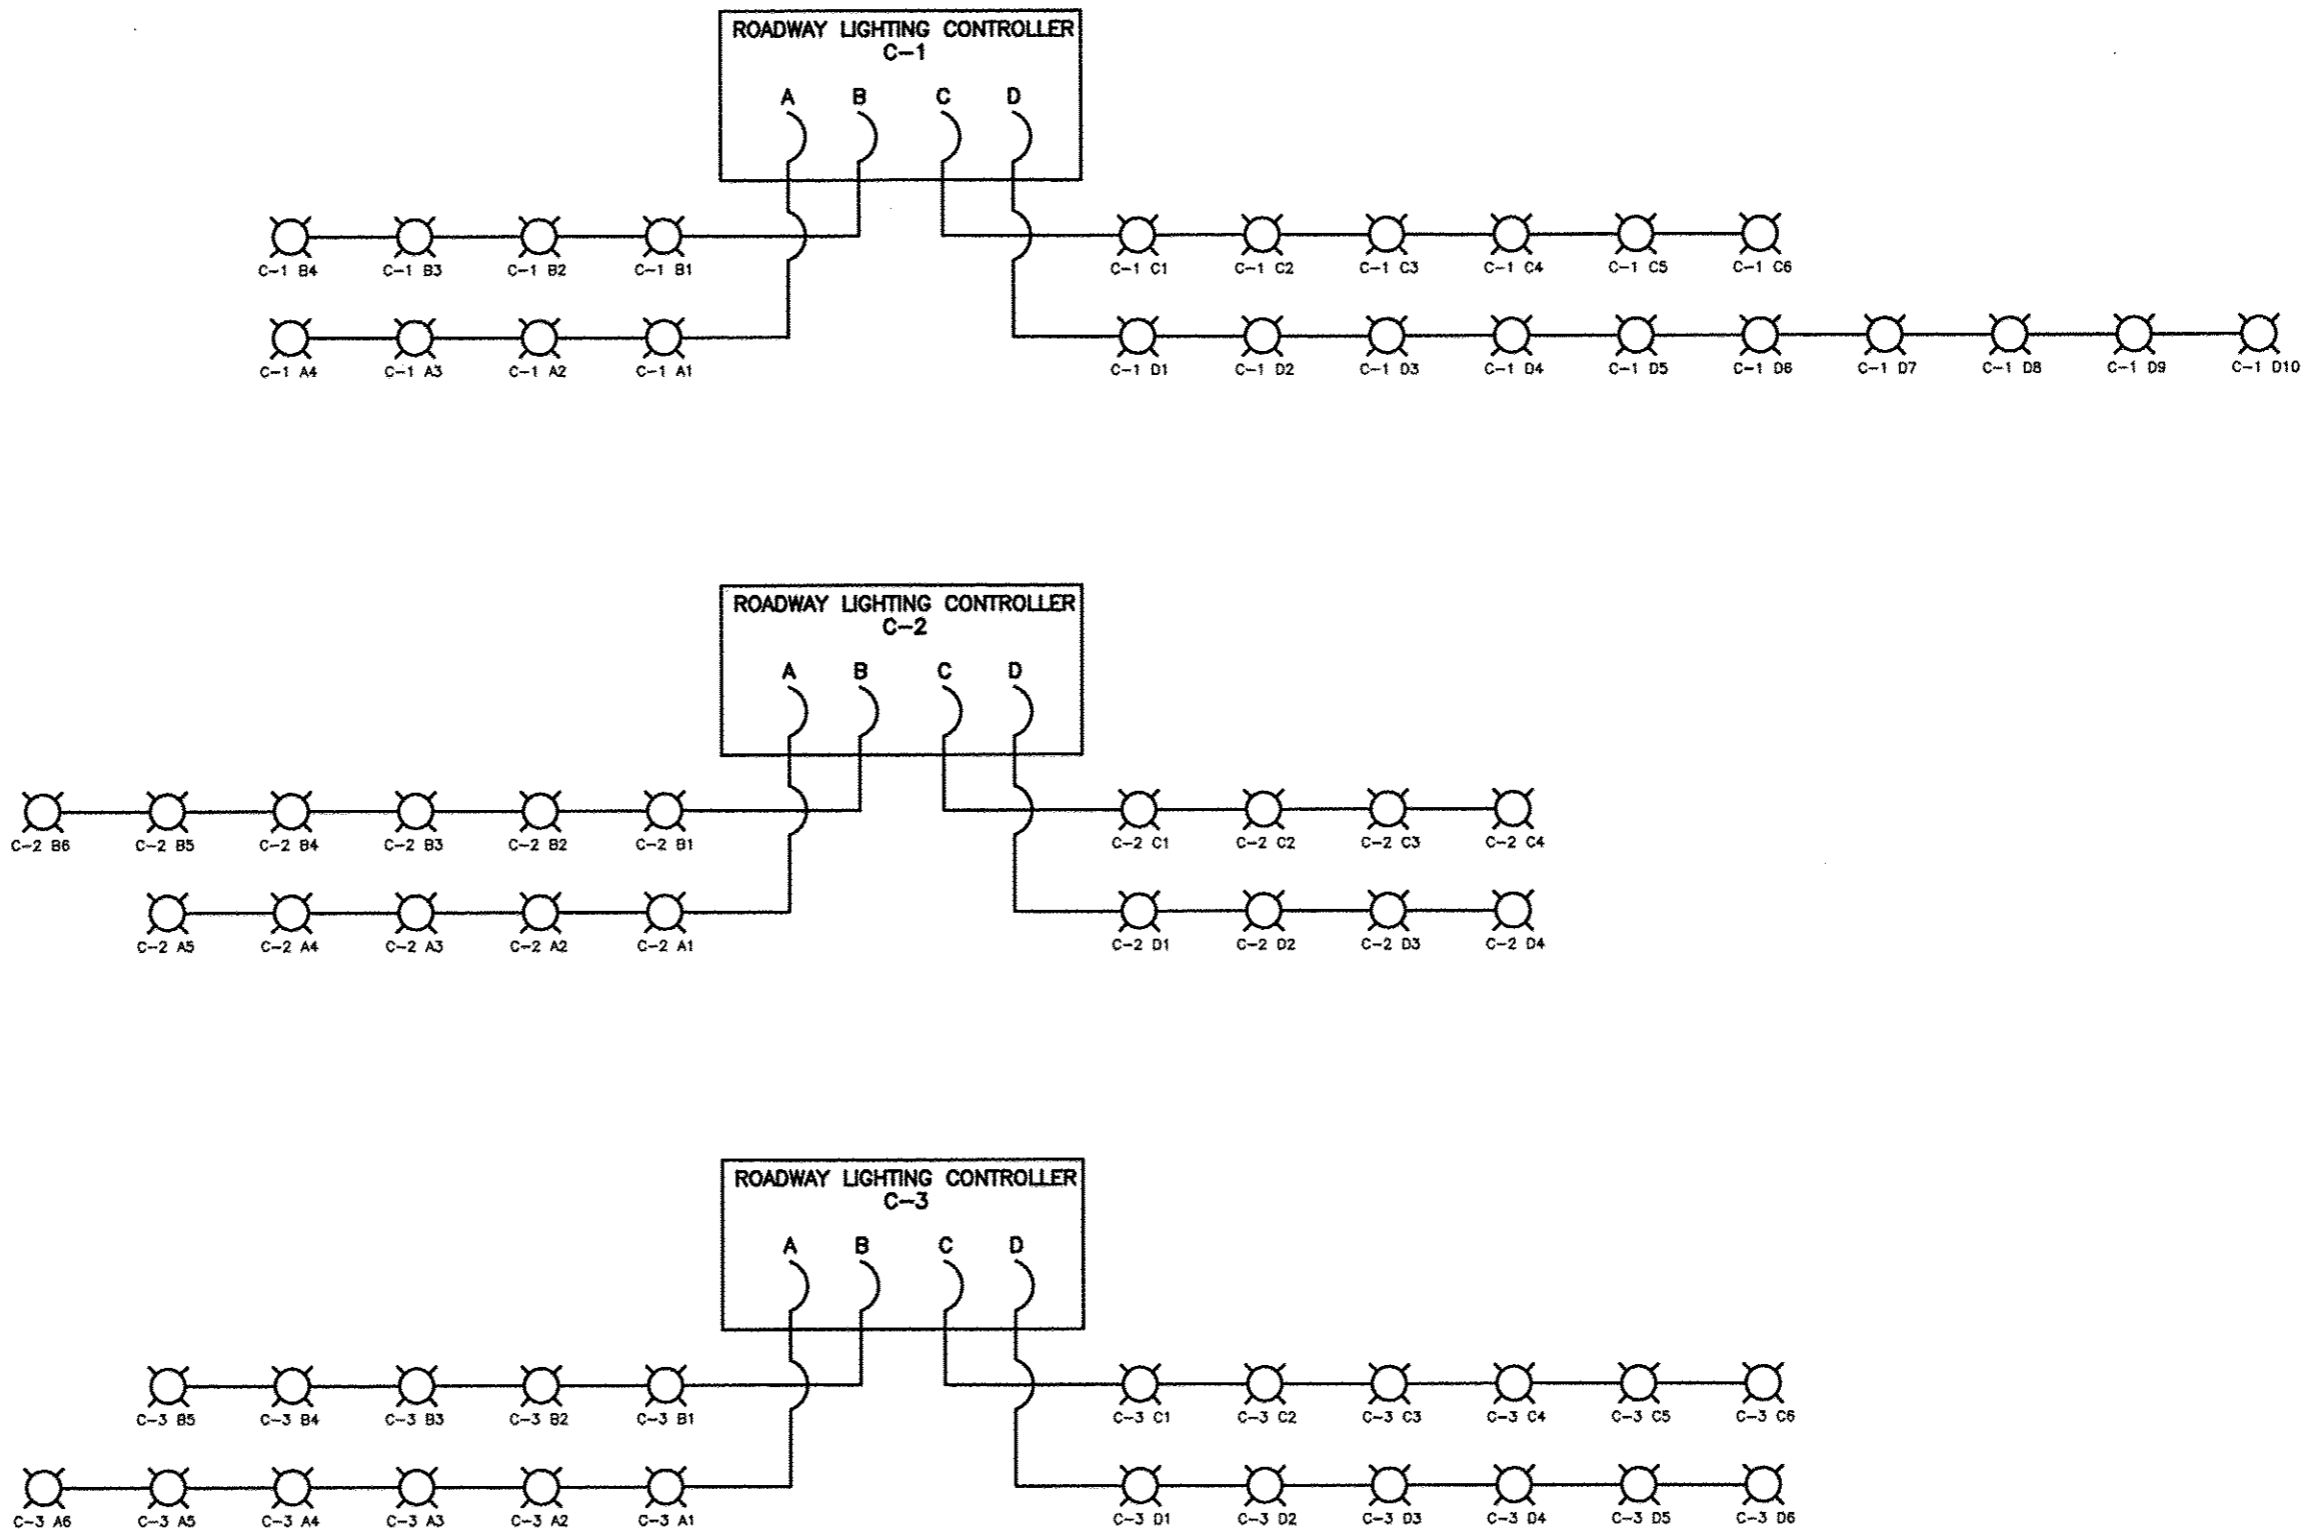 ROADWAY LIGHTING CONTROLLER
C-1
A B C D
C-1 B4 C-1 B3 C-1 B2 C-1 B1 C-1 C1 C-1 C2 C-1 C3 C-1 C4 C-1 C5 C-1 C6
C-1 A4 C-1 A3 C-1 A2 C-1 A1 C-1 D1 C-1 D2 C-1 D3 C-1 D4 C-1 D5 C-1 D6 C-1 D7 C-1 D8 C-1 D9 C-1 D10
ROADWAY LIGHTING CONTROLLER
C-2
A B C D
C-2 B6 C-2 B5 C-2 B4 C-2 B3 C-2 B2 C-2 B1 C-2 C1 C-2 C2 C-2 C3 C-2 C4
C-2 A5 C-2 A4 C-2 A3 C-2 A2 C-2 A1 C-2 D1 C-2 D2 C-2 D3 C-2 D4
ROADWAY LIGHTING CONTROLLER
C-3
A B C D
C-3 B5 C-3 B4 C-3 B3 C-3 B2 C-3 B1 C-3 C1 C-3 C2 C-3 C3 C-3 C4 C-3 C5 C-3 C6
C-3 A6 C-3 A5 C-3 A4 C-3 A3 C-3 A2 C-3 A1 C-3 D1 C-3 D2 C-3 D3 C-3 D4 C-3 D5 C-3 D6